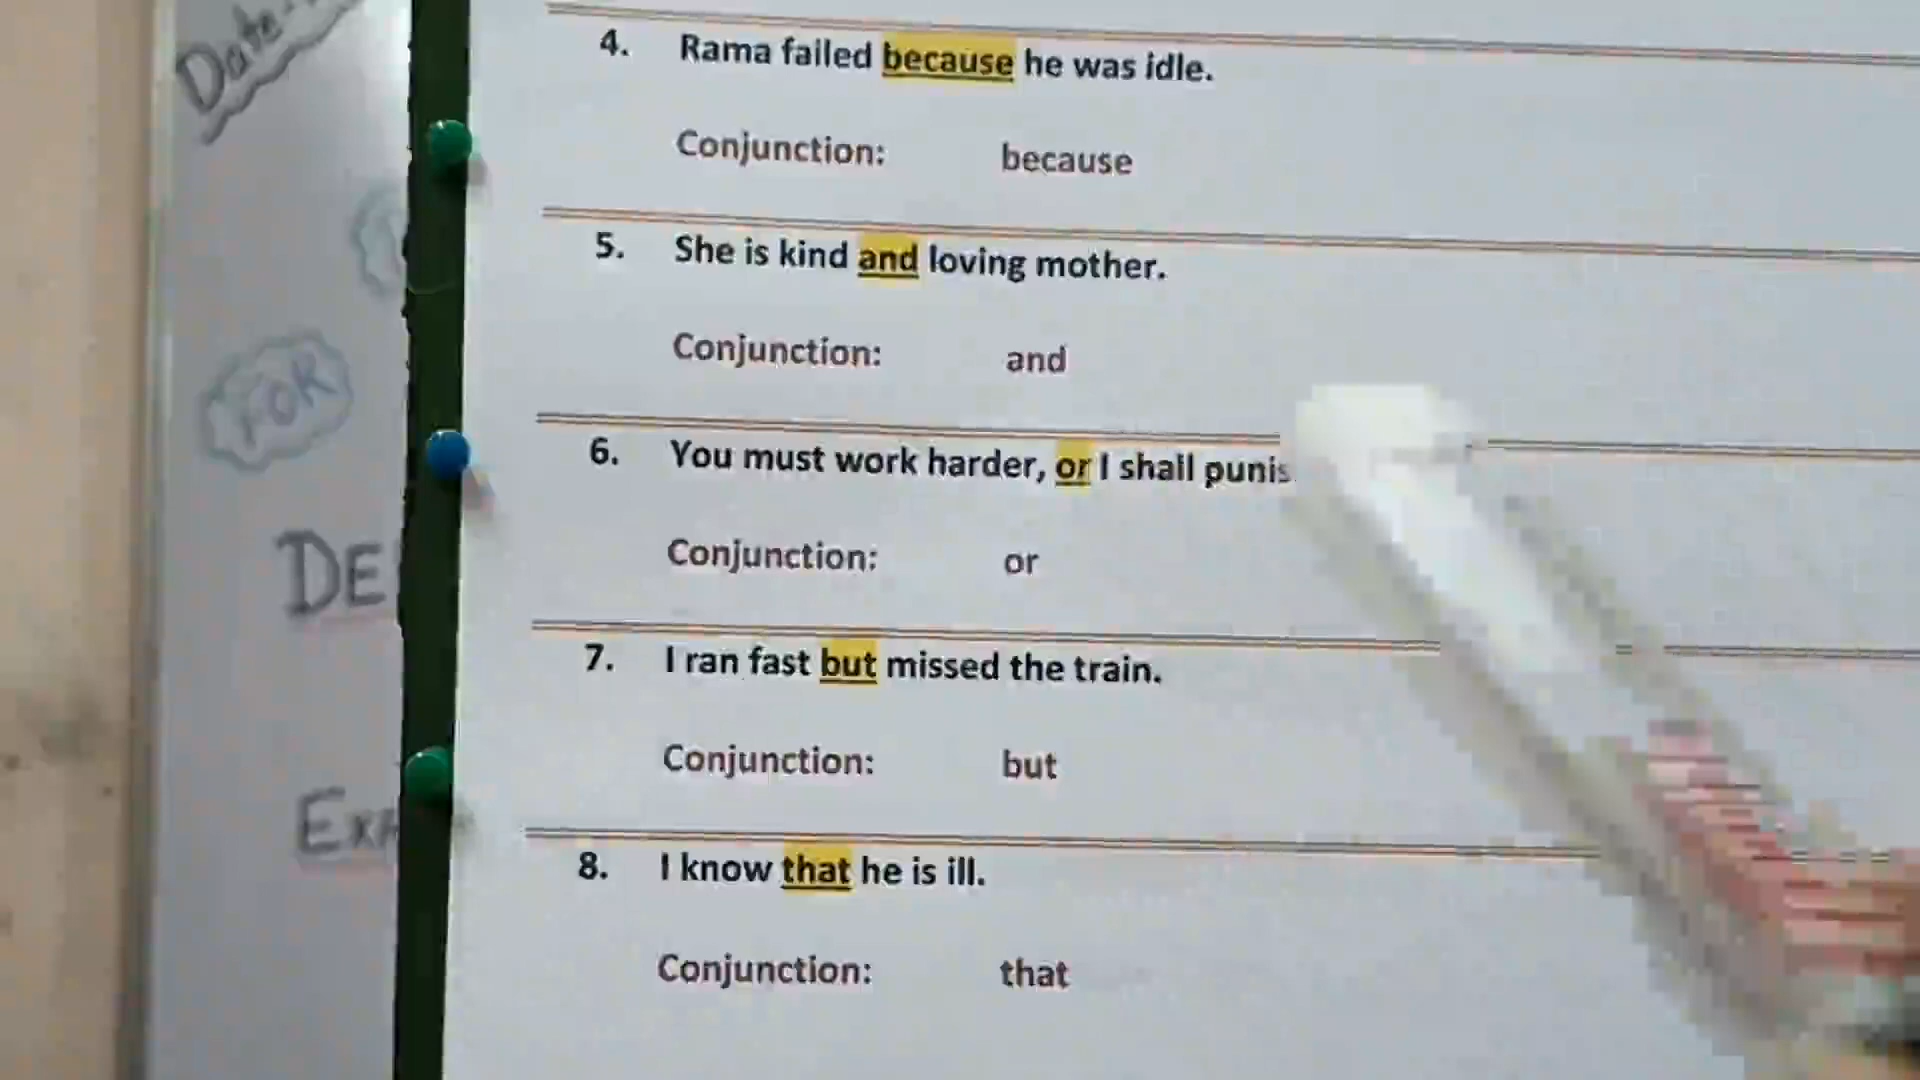 Date
4. Rama failed because he was idle.
Conjunction: because
5. She is kind and loving mother.
Conjunction: and
FOR
6. You must work harder, or I shall punis
Conjunction: or
DE
7. I ran fast but missed the train.
Conjunction: but
8. I know that he is ill.
Conjunction: that